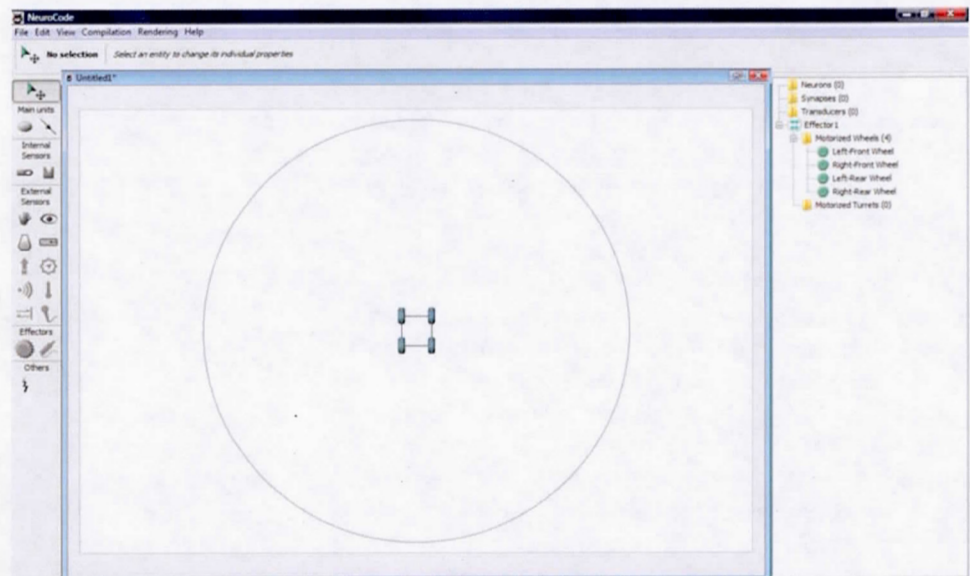 NeuroCode
File Edit View Compilation Rendering Help
No selection Select an entity to change its individual properties
Untitled1*
Main units
Internal
Sensors
External
Sensors
Effectors
Others
Neurons (0)
Synapses (0)
Transducers (0)
Effector1
Motorized Wheels (4)
Left-Front Wheel
Right-Front Wheel
Left-Rear Wheel
Right-Rear Wheel
Motorized Turrets (0)